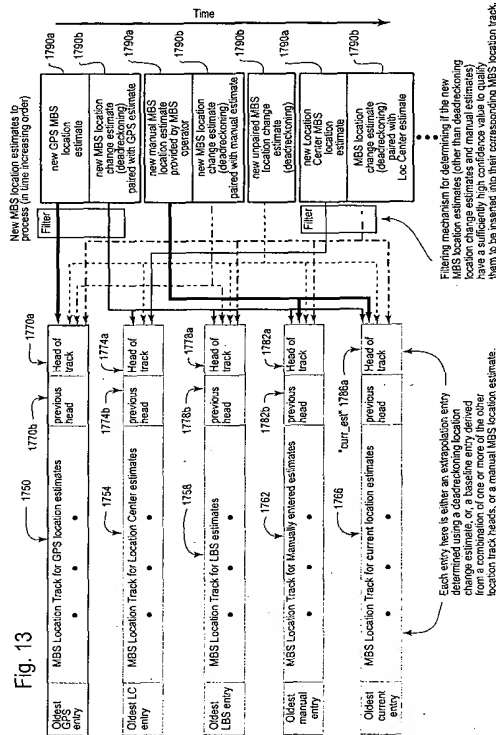 Fig. 13
Time
New MBS location estimates to
process (in time increasing order)
1790a
1790b
1790a
1790b
1790b
1790a
1790b
new GPS MBS
location
estimate
new MBS location
change estimate
(deadreckoning)
paired with GPS estimate
new manual MBS
location estimate
provided by MBS
operator
new MBS location
change estimate
(deadreckoning)
paired with manual estimate
new unpaired MBS
location change
estimate
(deadreckoning)
new Location
Center MBS
location
estimate
MBS location
change estimate
(deadreckoning)
paired with
Loc Center estimate
Filter
Filter
Filtering mechanism for determining if the new
MBS location estimates (other than deadreckoning
location change estimates and manual estimates)
have a sufficiently high confidence value to qualify
them to be inserted into their corresponding MBS location track.
1750
1770b
1770a
Oldest
GPS
entry
MBS Location Track for GPS location estimates
previous
head
Head of
track
1754
1774b
1774a
Oldest LC
entry
MBS Location Track for Location Center estimates
previous
head
Head of
track
1758
1778b
1778a
Oldest
LBS
entry
MBS Location Track for LBS estimates
previous
head
Head of
track
1762
1782b
1782a
Oldest
manual
entry
MBS Location Track for Manually entered estimates
previous
head
Head of
track
1766
"curr_est" 1786a
Oldest
current
entry
MBS Location Track for current location estimates
previous
head
Head of
track
Each entry here is either an extrapolation entry
determined using a deadreckoning location
change estimate, or, a baseline entry derived
from a combination of one or more of the other
location track heads, or a manual MBS location estimate.